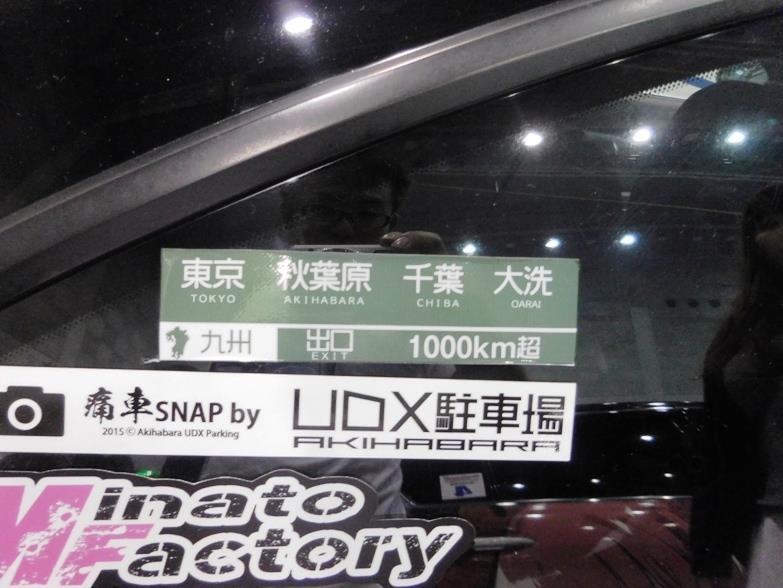 東京 秋葉原 千葉 大洗
TOKYO AKIHABARA CHIBA OARAI
九州 出口 1000km超
EXIT
痛車SNAP by UDX駐車場
2015 © Akihabara UDX Parking AKIHABARA
Minato
Factory